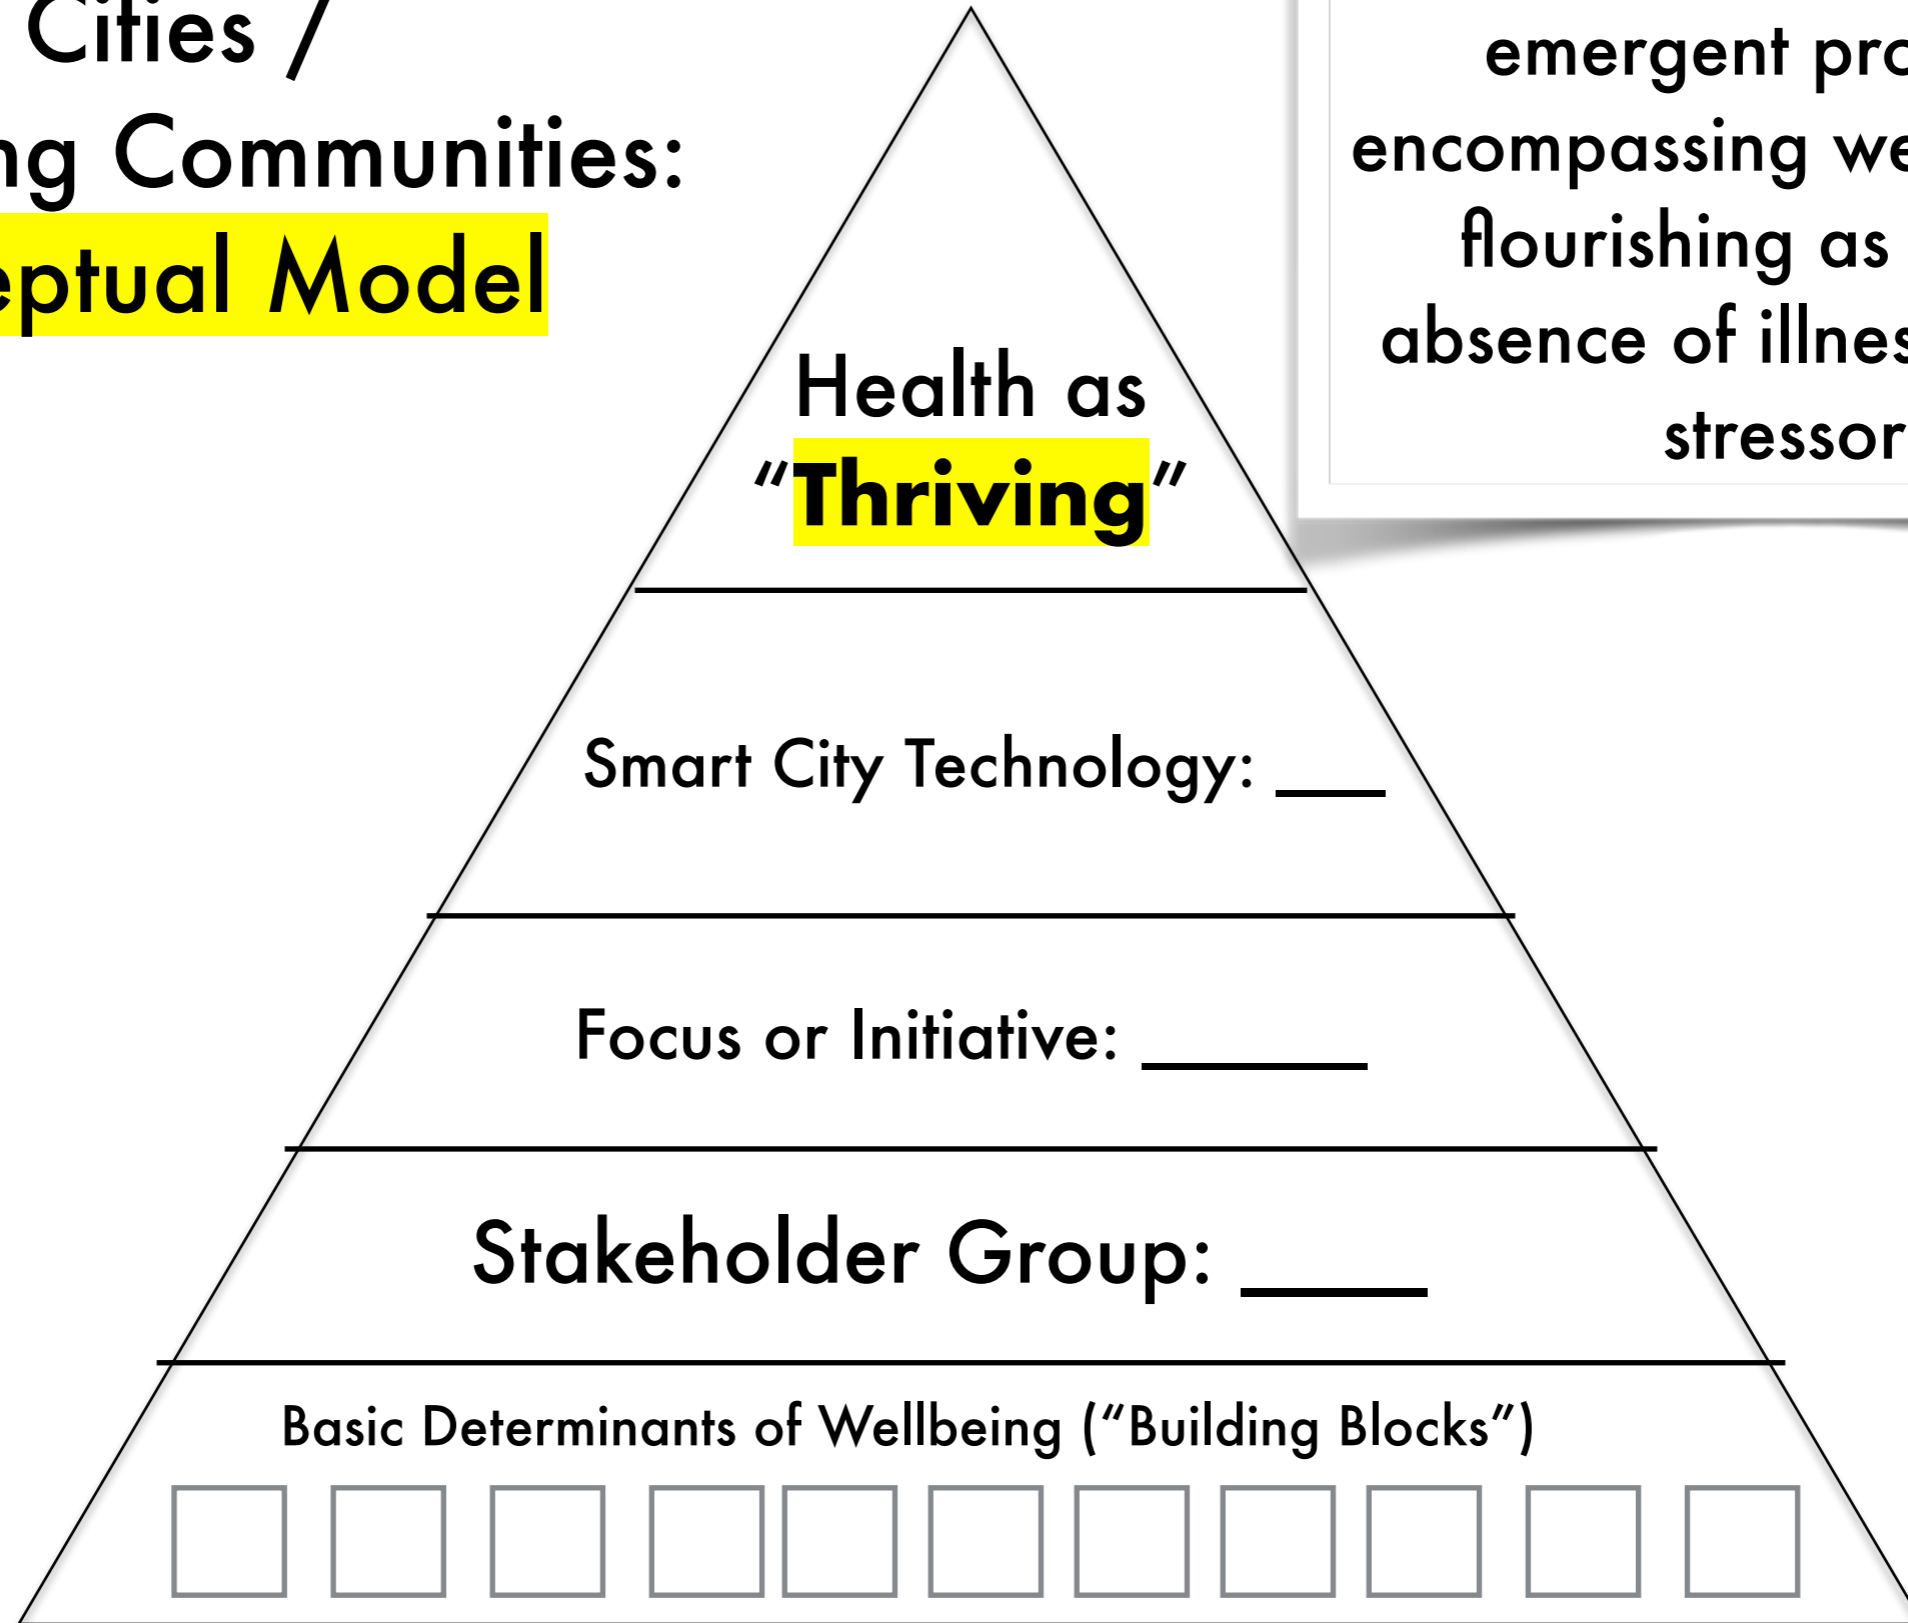 Cities /
ng Communities:
eptual Model
emergent pro
encompassing we
flourishing as
absence of illnes
stressor
Health as
“Thriving”
Smart City Technology: ___
Focus or Initiative: ______
Stakeholder Group: ____
Basic Determinants of Wellbeing (“Building Blocks”)